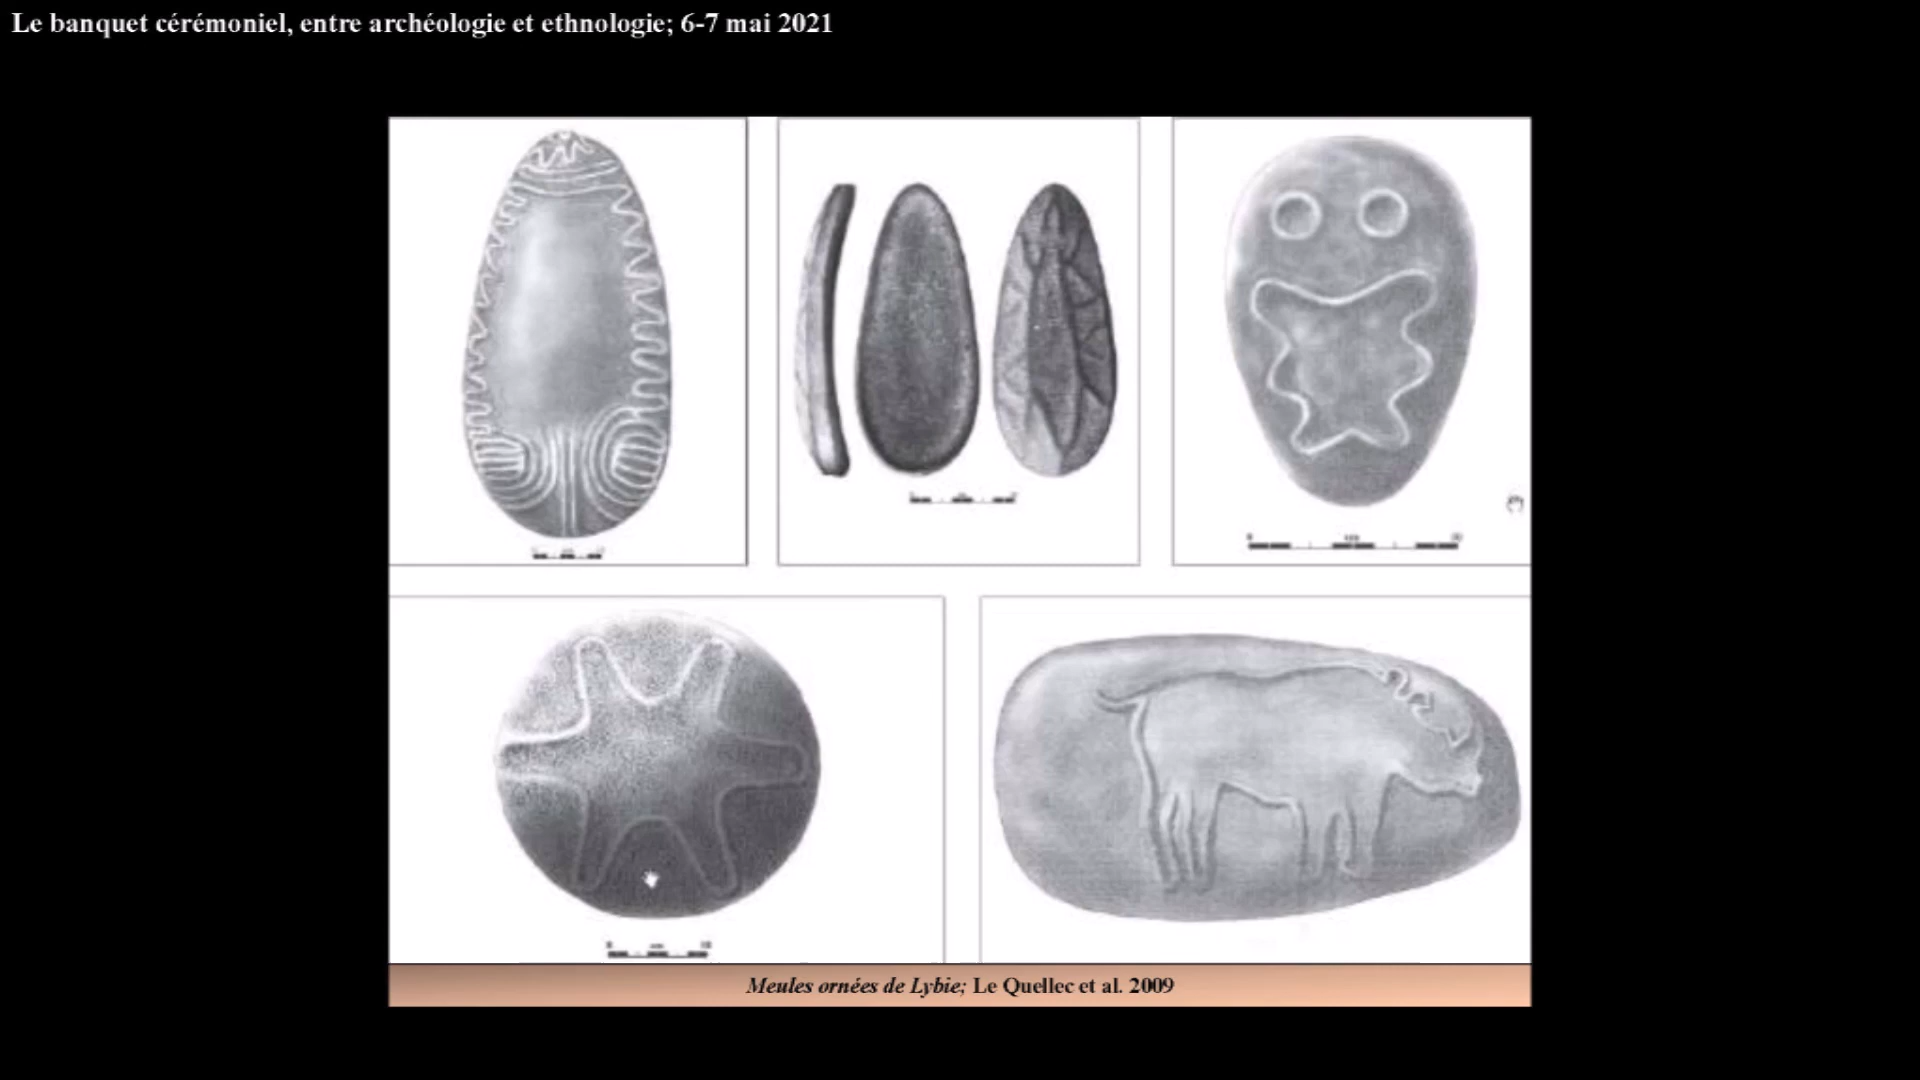 Le banquet cérémoniel, entre archéologie et ethnologie; 6-7 mai 2021
Meules ornées de Lybie; Le Quellec et al. 2009